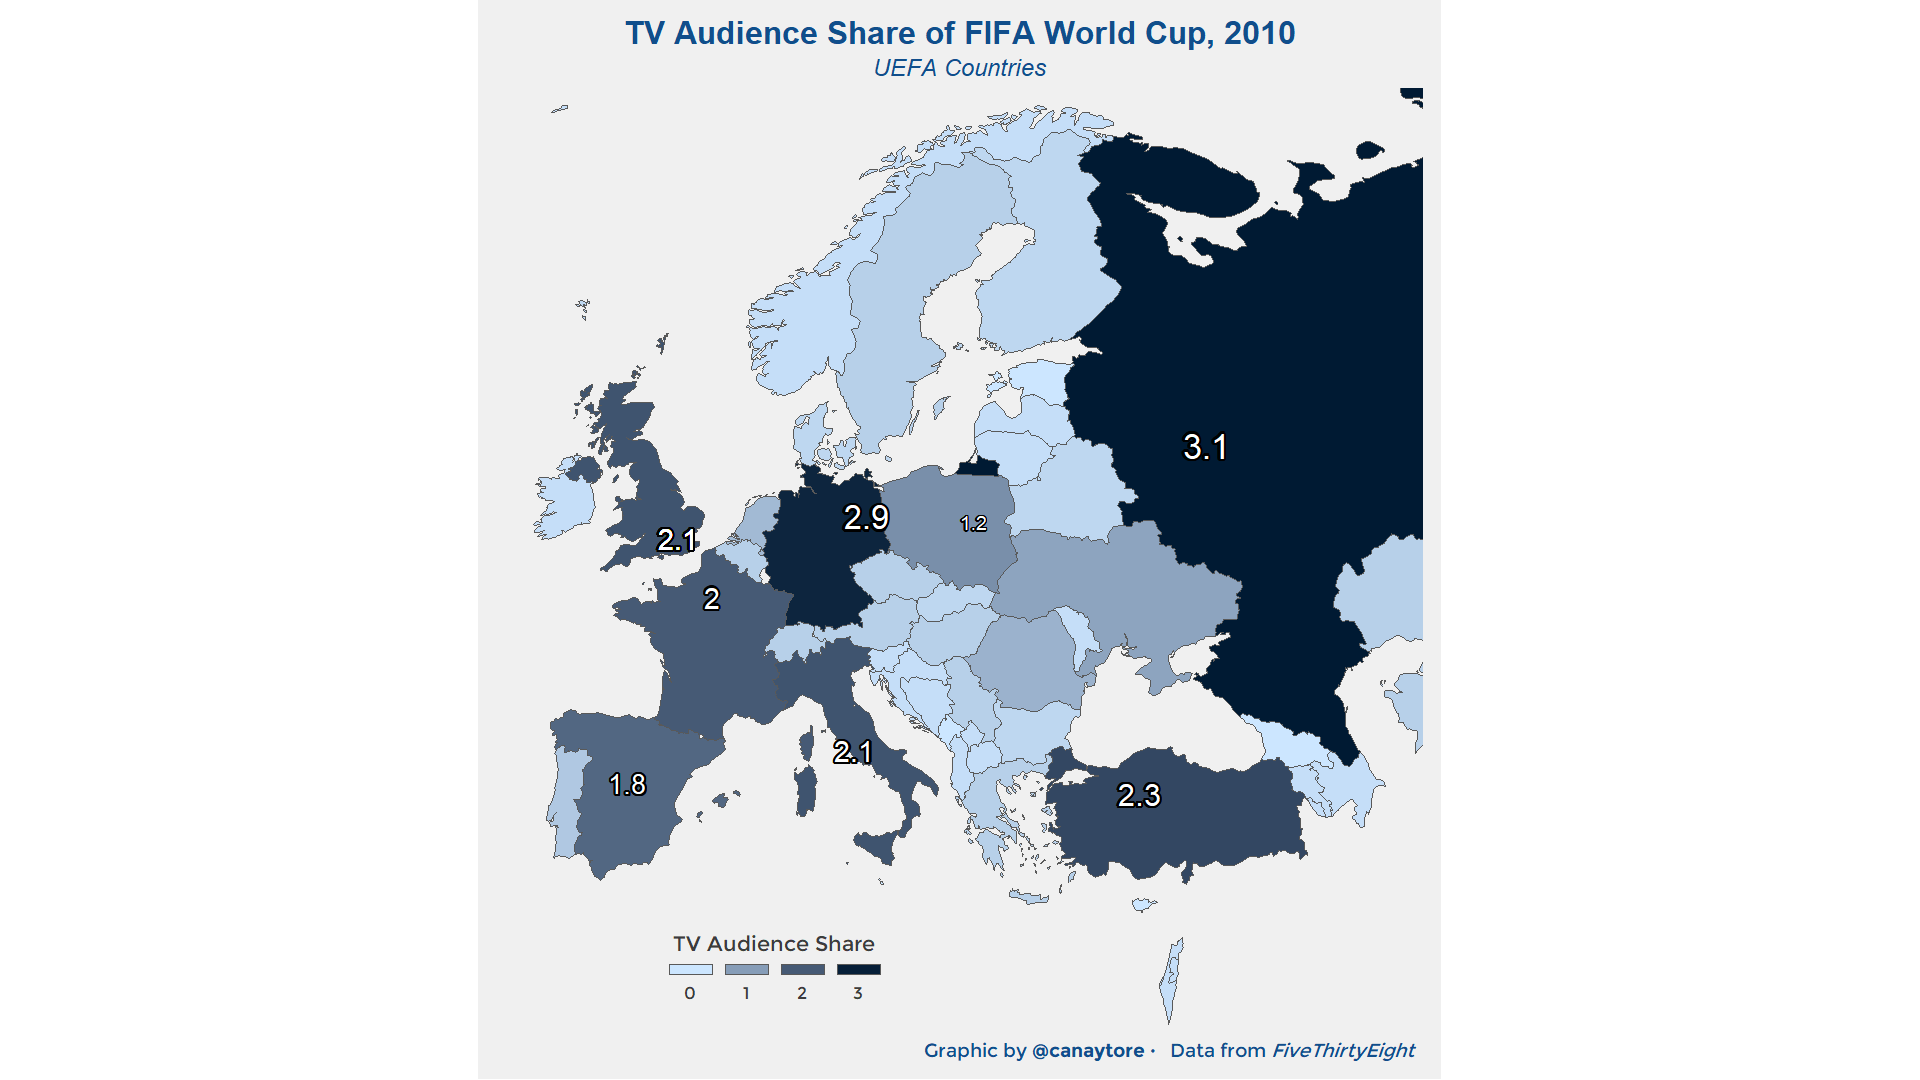 TV Audience Share of FIFA World Cup, 2010
UEFA Countries
3.1
2.9
1.2
2.1
2
2.1
1.8
2.3
TV Audience Share
0 1 2 3
Graphic by @canaytore · Data from FiveThirtyEight